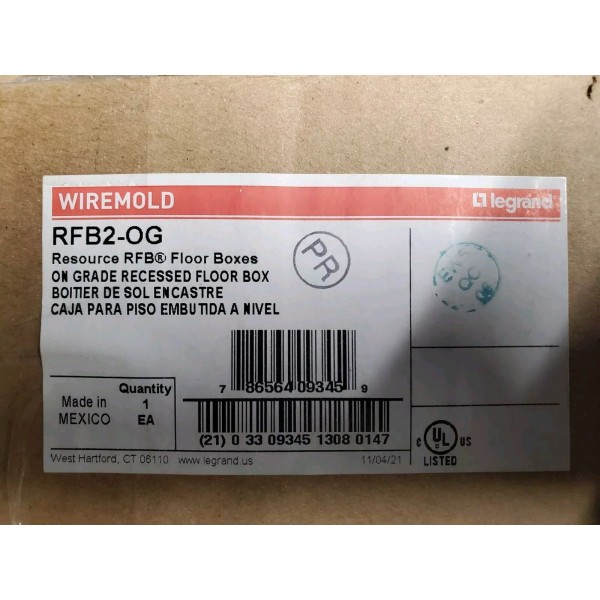 WIREMOLD
legrand
RFB2-OG
Resource RFB® Floor Boxes
ON GRADE RECESSED FLOOR BOX
BOITIER DE SOL ENCASTRE
CAJA PARA PISO EMBUTIDA A NIVEL
PR
7 86564 09345 9
Made in
MEXICO
Quantity
1
EA
(21) 0 33 09345 1308 0147
C UL US
LISTED
West Hartford, CT 06110 www.legrand.us 11/04/21